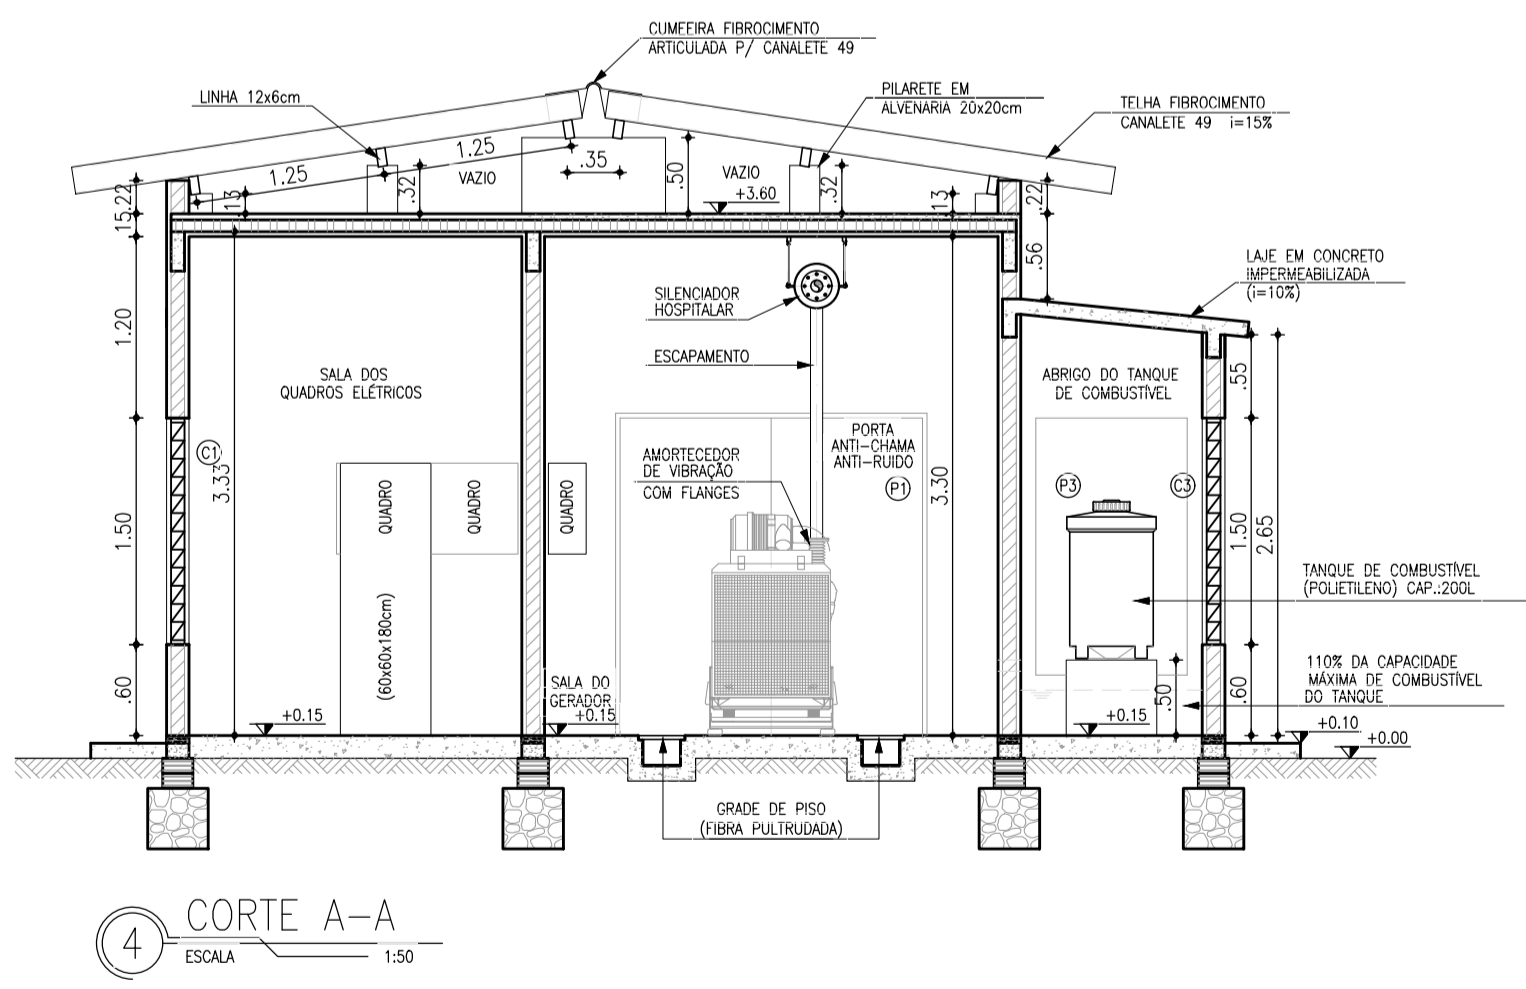 CUMEEIRA FIBROCIMENTO
ARTICULADA P/ CANALETE 49
LINHA 12x6cm
PILARETE EM
ALVENARIA 20x20cm
TELHA FIBROCIMENTO
CANALETE 49 i=15%
1.25
1.25
.35
.50
VAZIO
VAZIO
.32
.32
.13
.13
.22
.15
.22
+3.60
.56
LAJE EM CONCRETO
IMPERMEABILIZADA
(i=10%)
SILENCIADOR
HOSPITALAR
ESCAPAMENTO
1.20
SALA DOS
QUADROS ELÉTRICOS
ABRIGO DO TANQUE
DE COMBUSTÍVEL
.55
C1
3.35
PORTA
ANTI-CHAMA
ANTI-RUIDO
P1
AMORTECEDOR
DE VIBRAÇÃO
COM FLANGES
3.30
P3
C3
QUADRO
QUADRO
QUADRO
1.50
1.50
2.65
TANQUE DE COMBUSTÍVEL
(POLIETILENO) CAP.:200L
(60x60x180cm)
110% DA CAPACIDADE
MÁXIMA DE COMBUSTÍVEL
DO TANQUE
.60
.50
.60
SALA DO
GERADOR
+0.15
+0.15
+0.15
+0.10
+0.00
GRADE DE PISO
(FIBRA PULTRUDADA)
4
CORTE A-A
ESCALA 1:50